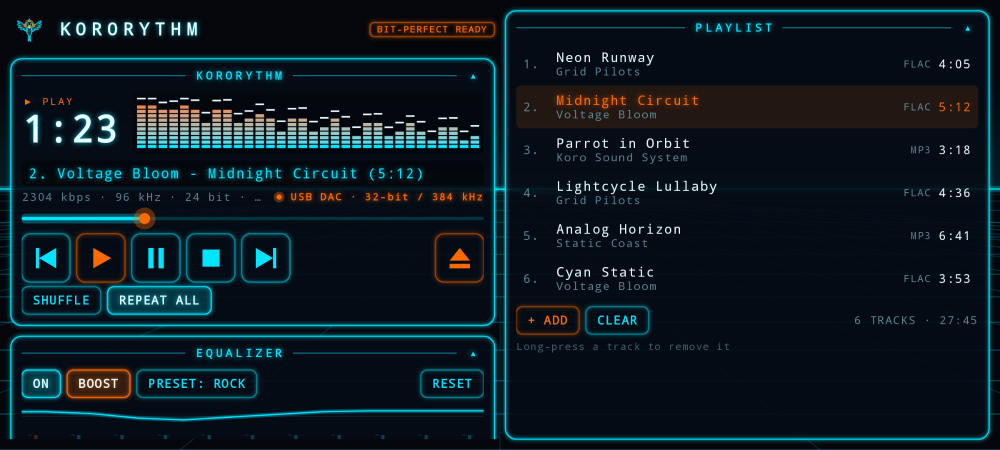 KORORYTHM
BIT-PERFECT READY
KORORYTHM
▶ PLAY
1:23
2. Voltage Bloom - Midnight Circuit (5:12)
2304 kbps · 96 kHz · 24 bit · …
USB DAC · 32-bit / 384 kHz
SHUFFLE
REPEAT ALL
EQUALIZER
ON
BOOST
PRESET: ROCK
RESET
PLAYLIST
1. Neon Runway FLAC 4:05
Grid Pilots
2. Midnight Circuit FLAC 5:12
Voltage Bloom
3. Parrot in Orbit MP3 3:18
Koro Sound System
4. Lightcycle Lullaby FLAC 4:36
Grid Pilots
5. Analog Horizon MP3 6:41
Static Coast
6. Cyan Static FLAC 3:53
Voltage Bloom
+ ADD
CLEAR
6 TRACKS · 27:45
Long-press a track to remove it